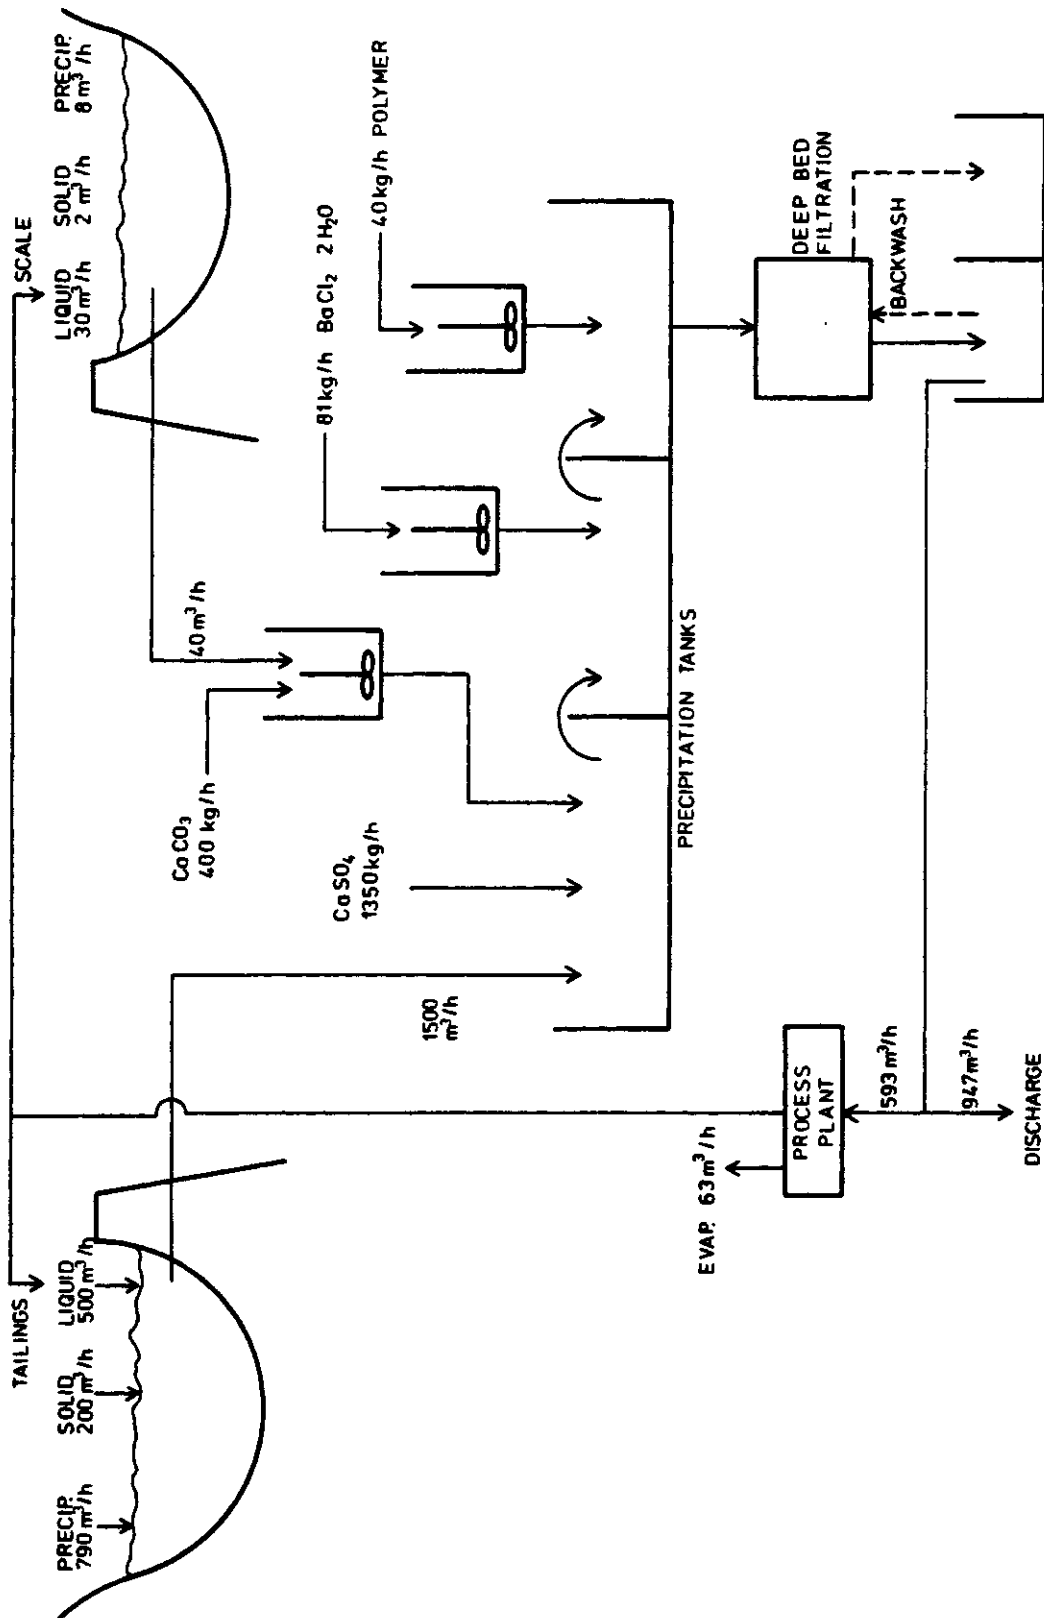 TAILINGS
PRECIP.
790 m³/h
SOLID
200 m³/h
LIQUID
500 m³/h
SCALE
LIQUID
30 m³/h
SOLID
2 m³/h
PRECIP.
8 m³/h
1500
m³/h
CaSO₄
1350 kg/h
CaCO₃
400 kg/h
40 m³/h
81 kg/h BaCl₂ 2H₂O
40 kg/h POLYMER
PRECIPITATION TANKS
EVAP. 63 m³/h
PROCESS
PLANT
593 m³/h
947 m³/h
DISCHARGE
DEEP BED
FILTRATION
BACKWASH